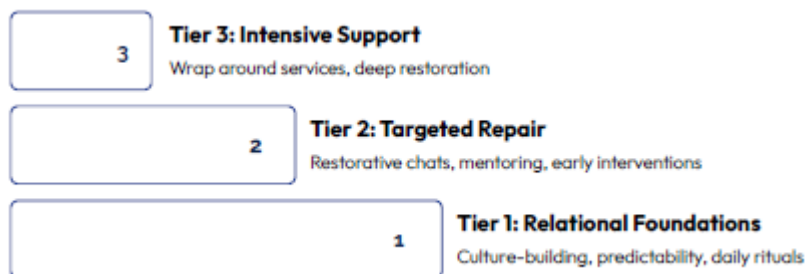 3
Tier 3: Intensive Support
Wrap around services, deep restoration
2
Tier 2: Targeted Repair
Restorative chats, mentoring, early interventions
1
Tier 1: Relational Foundations
Culture-building, predictability, daily rituals